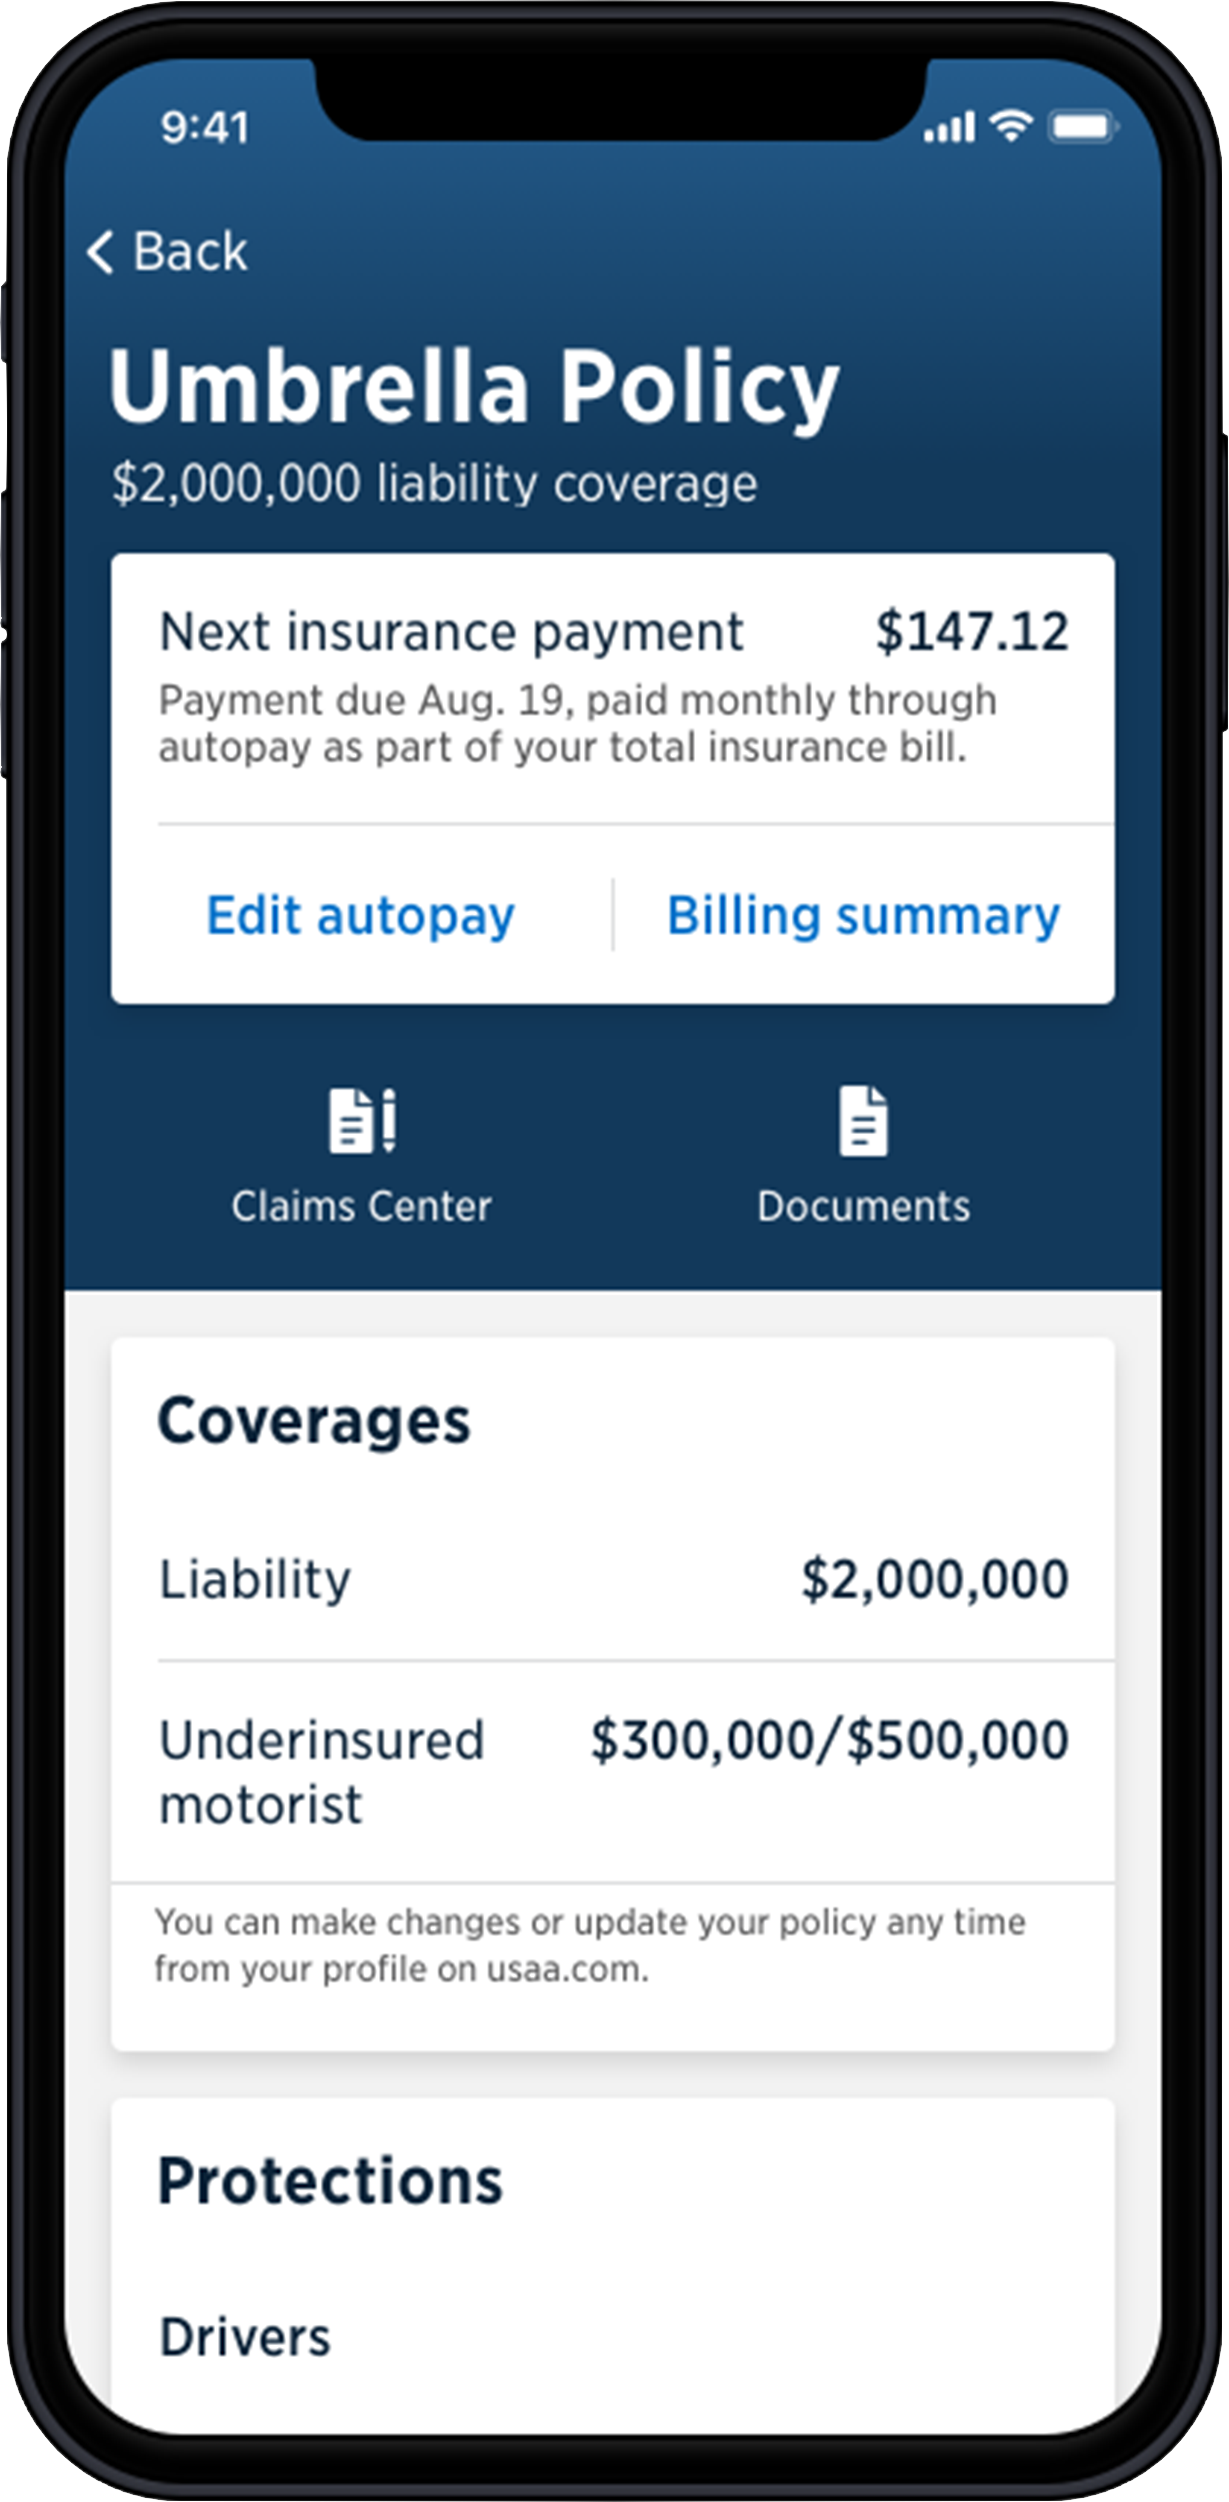 9:41
Back
Umbrella Policy
$2,000,000 liability coverage
Next insurance payment $147.12
Payment due Aug. 19, paid monthly through
autopay as part of your total insurance bill.
Edit autopay Billing summary
Claims Center Documents
Coverages
Liability $2,000,000
Underinsured $300,000/$500,000
motorist
You can make changes or update your policy any time
from your profile on usaa.com.
Protections
Drivers